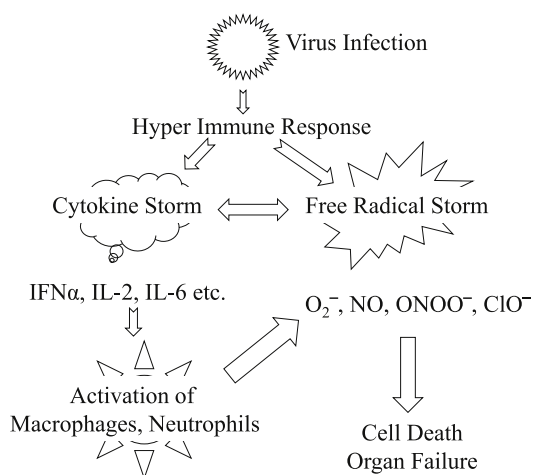 Virus Infection
Hyper Immune Response
Cytokine Storm
Free Radical Storm
IFNα, IL-2, IL-6 etc.
O₂⁻, NO, ONOO⁻, ClO⁻
Activation of
Macrophages, Neutrophils
Cell Death
Organ Failure